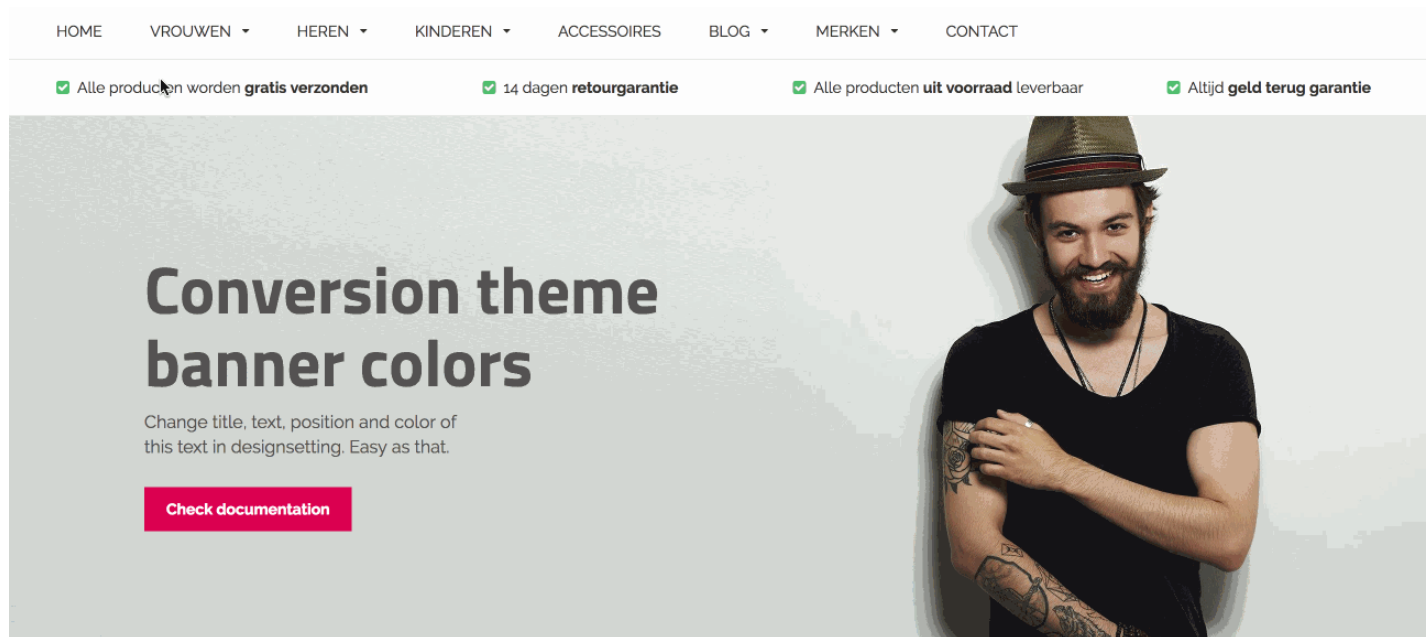 HOME VROUWEN HEREN KINDEREN ACCESSOIRES BLOG MERKEN CONTACT
Alle producten worden gratis verzonden 14 dagen retourgarantie Alle producten uit voorraad leverbaar Altijd geld terug garantie
Conversion theme
banner colors
Change title, text, position and color of
this text in designsetting. Easy as that.
Check documentation